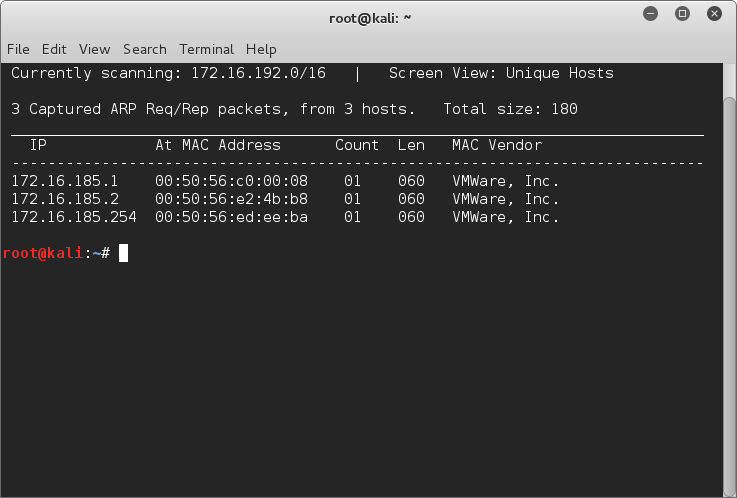 root@kali: ~
File Edit View Search Terminal Help
Currently scanning: 172.16.192.0/16 | Screen View: Unique Hosts
3 Captured ARP Req/Rep packets, from 3 hosts. Total size: 180
_____________________________________________________________________________
IP At MAC Address Count Len MAC Vendor
-----------------------------------------------------------------------------
172.16.185.1 00:50:56:c0:00:08 01 060 VMWare, Inc.
172.16.185.2 00:50:56:e2:4b:b8 01 060 VMWare, Inc.
172.16.185.254 00:50:56:ed:ee:ba 01 060 VMWare, Inc.
root@kali:~#